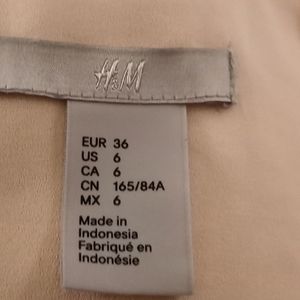 H&M
EUR 36
US 6
CA 6
CN 165/84A
MX 6
Made in
Indonesia
Fabriqué en
Indonésie